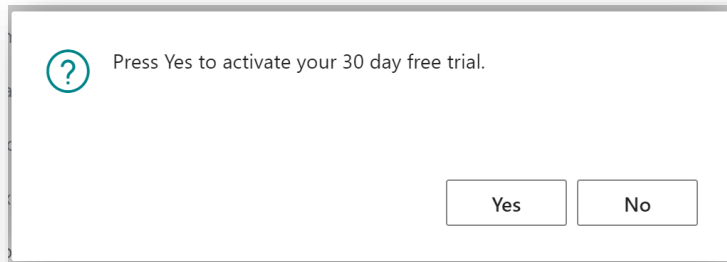 Press Yes to activate your 30 day free trial.
Yes No